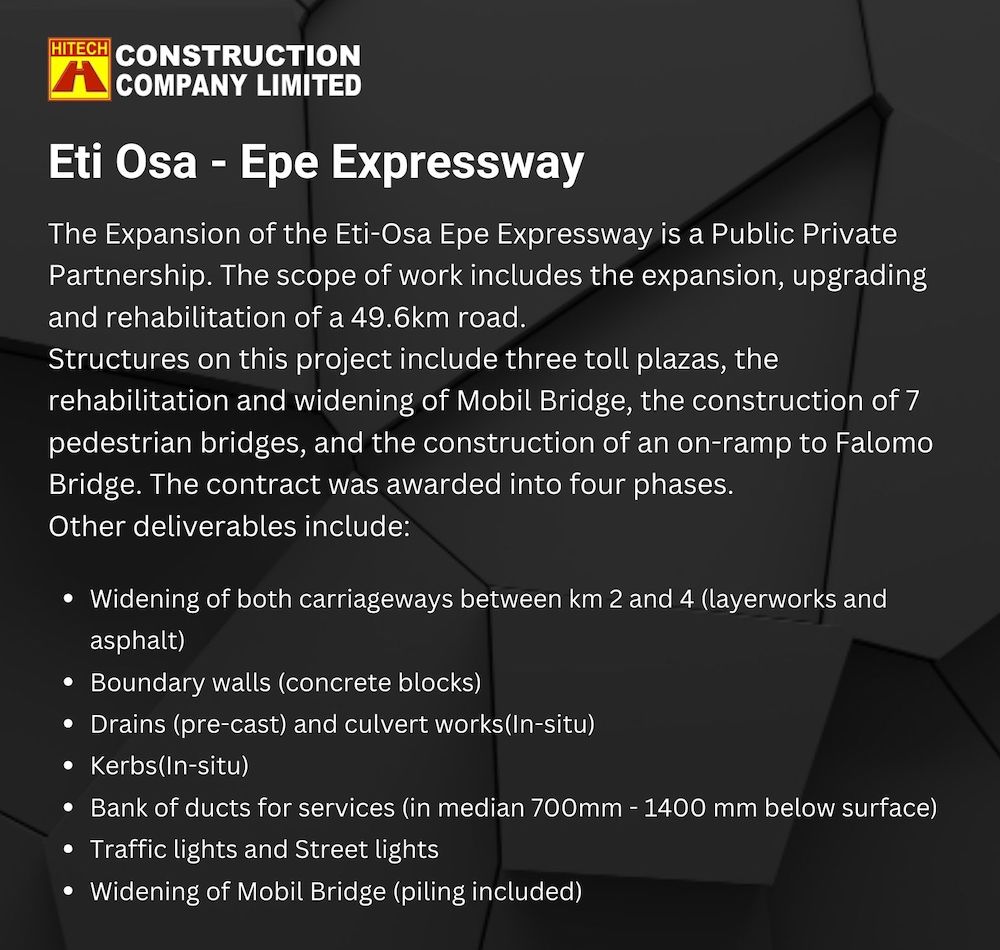 HITECH
CONSTRUCTION
COMPANY LIMITED
Eti Osa - Epe Expressway
The Expansion of the Eti-Osa Epe Expressway is a Public Private
Partnership. The scope of work includes the expansion, upgrading
and rehabilitation of a 49.6km road.
Structures on this project include three toll plazas, the
rehabilitation and widening of Mobil Bridge, the construction of 7
pedestrian bridges, and the construction of an on-ramp to Falomo
Bridge. The contract was awarded into four phases.
Other deliverables include:
• Widening of both carriageways between km 2 and 4 (layerworks and
asphalt)
• Boundary walls (concrete blocks)
• Drains (pre-cast) and culvert works(In-situ)
• Kerbs(In-situ)
• Bank of ducts for services (in median 700mm - 1400 mm below surface)
• Traffic lights and Street lights
• Widening of Mobil Bridge (piling included)